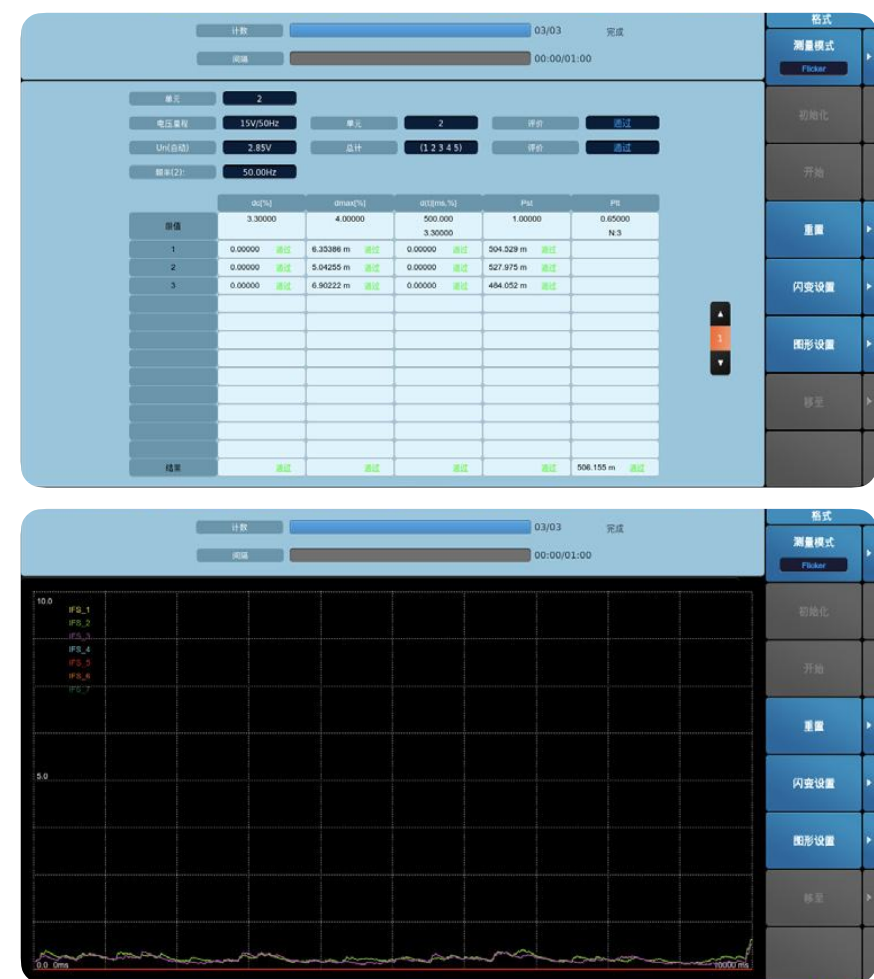 计数 03/03 完成
间隔 00:00/01:00
格式
测量模式
Flicker
初始化
开始
重置
闪变设置
图形设置
移至
单元 2
电压量程 15V/50Hz 单元 2 评价 通过
Un(自动) 2.85V 总计 (1 2 3 4 5) 评价 通过
频率(2): 50.00Hz
dc[%] dmax[%] d(t)[ms,%] Pst Plt
限值 3.30000 4.00000 500.000 1.00000 0.65000
3.30000 N:3
1 0.00000 通过 6.35386 m 通过 0.00000 通过 504.529 m 通过
2 0.00000 通过 5.04255 m 通过 0.00000 通过 527.975 m 通过
3 0.00000 通过 6.90222 m 通过 0.00000 通过 484.052 m 通过
1
结果 通过 通过 通过 通过 506.155 m 通过
计数 03/03 完成
间隔 00:00/01:00
格式
测量模式
Flicker
初始化
开始
重置
闪变设置
图形设置
移至
10.0
IFS_1
IFS_2
IFS_3
IFS_4
IFS_5
IFS_6
IFS_7
5.0
0.0 0ms 10000 ms